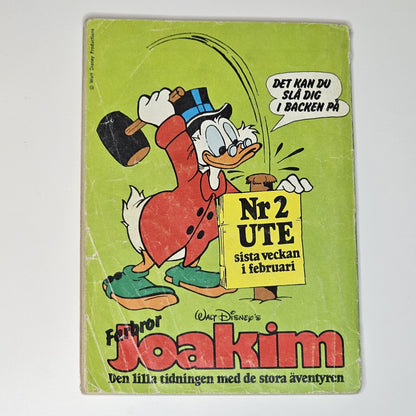 © Walt Disney Productions
DET KAN DU
SLÅ DIG
I BACKEN PÅ
Nr 2
UTE
sista veckan
i februari
WALT DISNEY'S
Farbror
Joakim
Den lilla tidningen med de stora äventyren